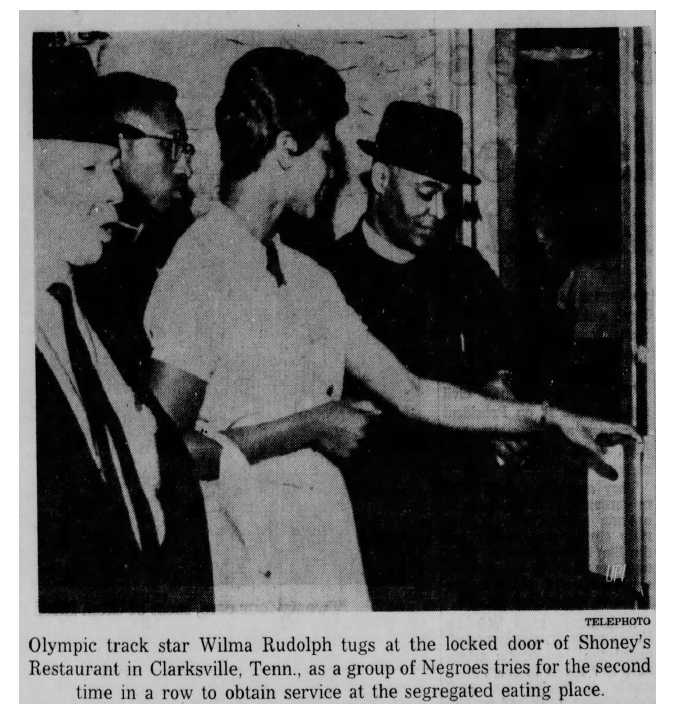 UPI
TELEPHOTO
Olympic track star Wilma Rudolph tugs at the locked door of Shoney's
Restaurant in Clarksville, Tenn., as a group of Negroes tries for the second
time in a row to obtain service at the segregated eating place.